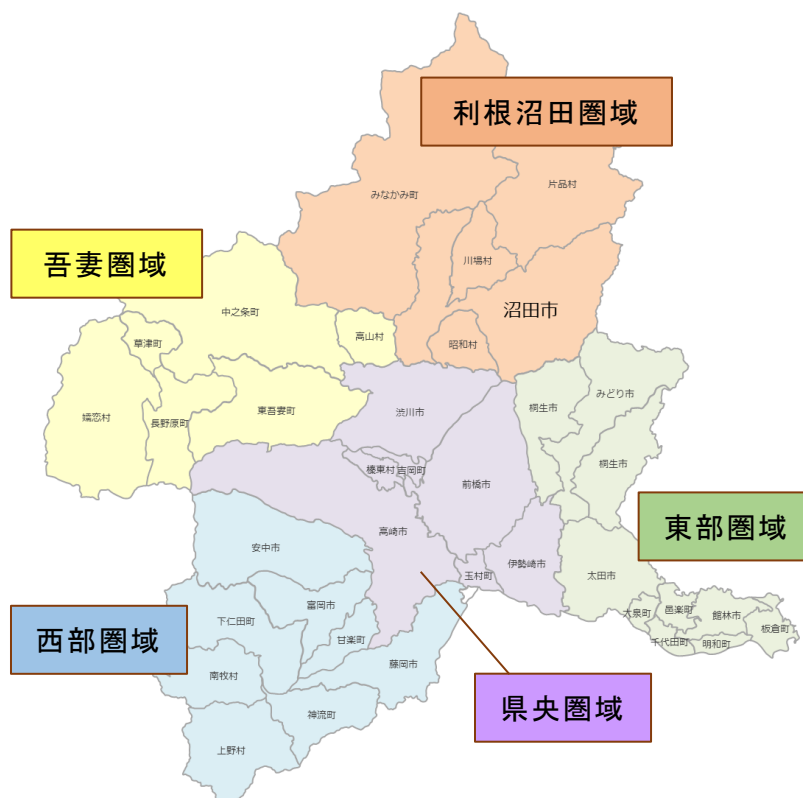 利根沼田圏域
みなかみ町
片品村
川場村
沼田市
昭和村
吾妻圏域
中之条町
高山村
草津町
嬬恋村
長野原町
東吾妻町
渋川市
榛東村
吉岡町
前橋市
高崎市
伊勢崎市
玉村町
桐生市
みどり市
桐生市
東部圏域
太田市
大泉町
邑楽町
館林市
板倉町
千代田町
明和町
安中市
富岡市
下仁田町
甘楽町
西部圏域
南牧村
藤岡市
神流町
上野村
県央圏域